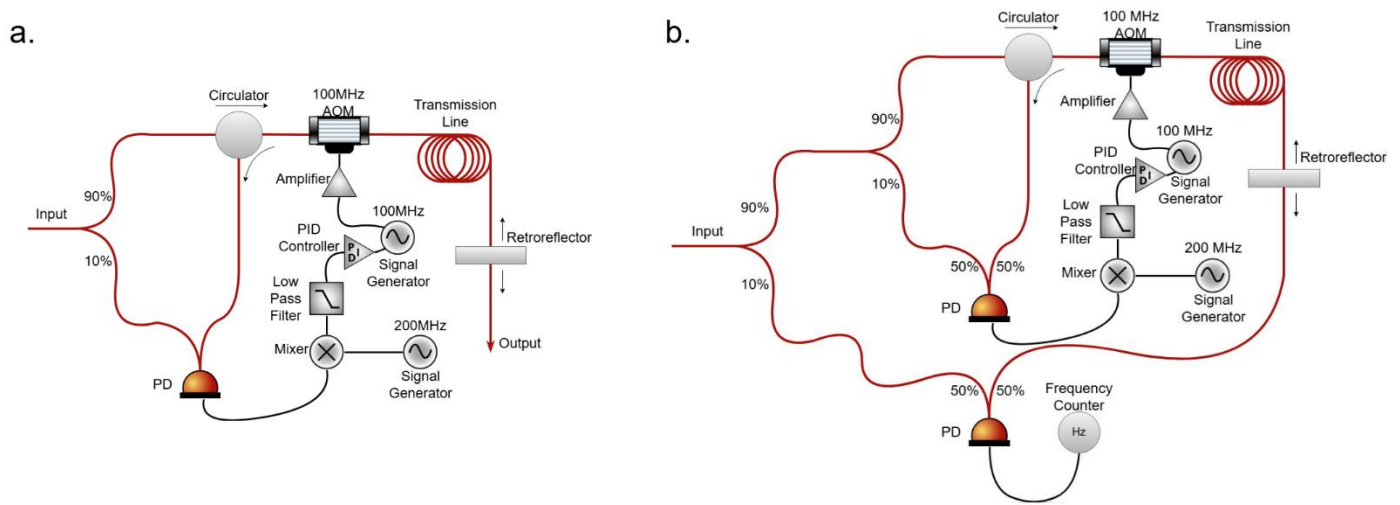 a.
Circulator
100MHz
AOM
Transmission
Line
90%
Amplifier
Input
100MHz
PID
Controller
P
I
D
Signal
Generator
Retroreflector
10%
Low
Pass
Filter
200MHz
Mixer
Output
PD
Signal
Generator
b.
Circulator
100 MHz
AOM
Transmission
Line
90%
Amplifier
100 MHz
PID
Controller
P
I
D
Signal
Generator
Retroreflector
10%
90%
Low
Pass
Filter
Input
200 MHz
50%
50%
Mixer
10%
PD
Signal
Generator
50%
50%
Frequency
Counter
PD
Hz